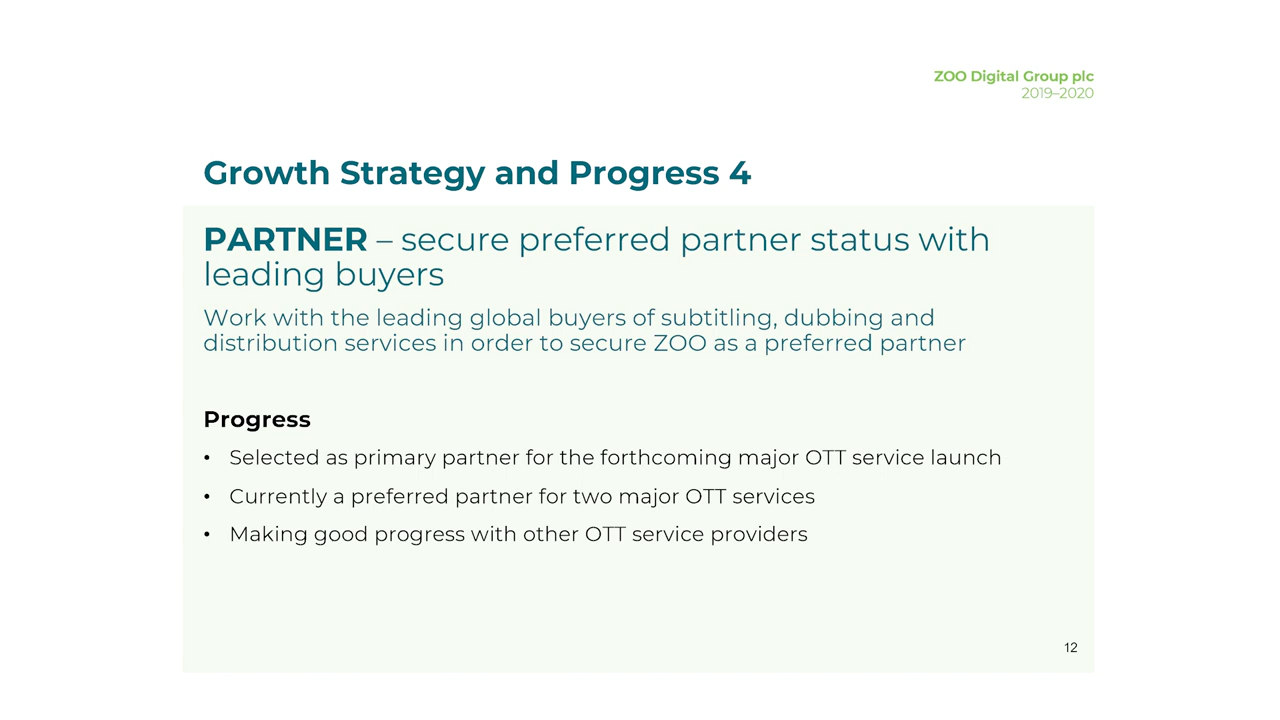 ZOO Digital Group plc
2019–2020
Growth Strategy and Progress 4
PARTNER – secure preferred partner status with
leading buyers
Work with the leading global buyers of subtitling, dubbing and
distribution services in order to secure ZOO as a preferred partner
Progress
• Selected as primary partner for the forthcoming major OTT service launch
• Currently a preferred partner for two major OTT services
• Making good progress with other OTT service providers
12